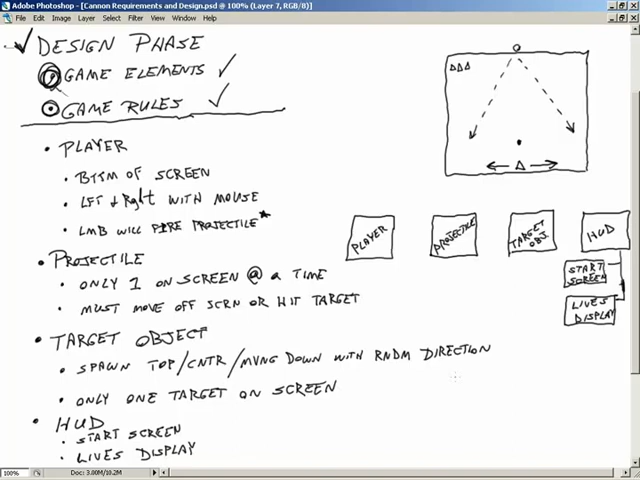 Adobe Photoshop - [Cannon Requirements and Design.psd @ 100% (Layer 7, RGB/8)]
File Edit Image Layer Select Filter View Window Help
DESIGN PHASE
GAME ELEMENTS
GAME RULES
• PLAYER
• BTTM OF SCREEN
• LFT & Right WITH MOUSE
• LMB WILL FIRE PROJECTILE*
• PROJECTILE
• ONLY 1 ON SCREEN @ a TIME
• MUST MOVE OFF SCRN OR HIT TARGET
• TARGET OBJECT
• SPAWN TOP/CNTR/MVNG DOWN WITH RNDM DIRECTION
• ONLY ONE TARGET ON SCREEN
• HUD
• START SCREEN
• LIVES DISPLAY
PLAYER
PROJECTILE
TARGET
OBJ
HUD
START
SCREEN
LIVES
DISPLAY
100%
Doc: 3.00M/10.2M